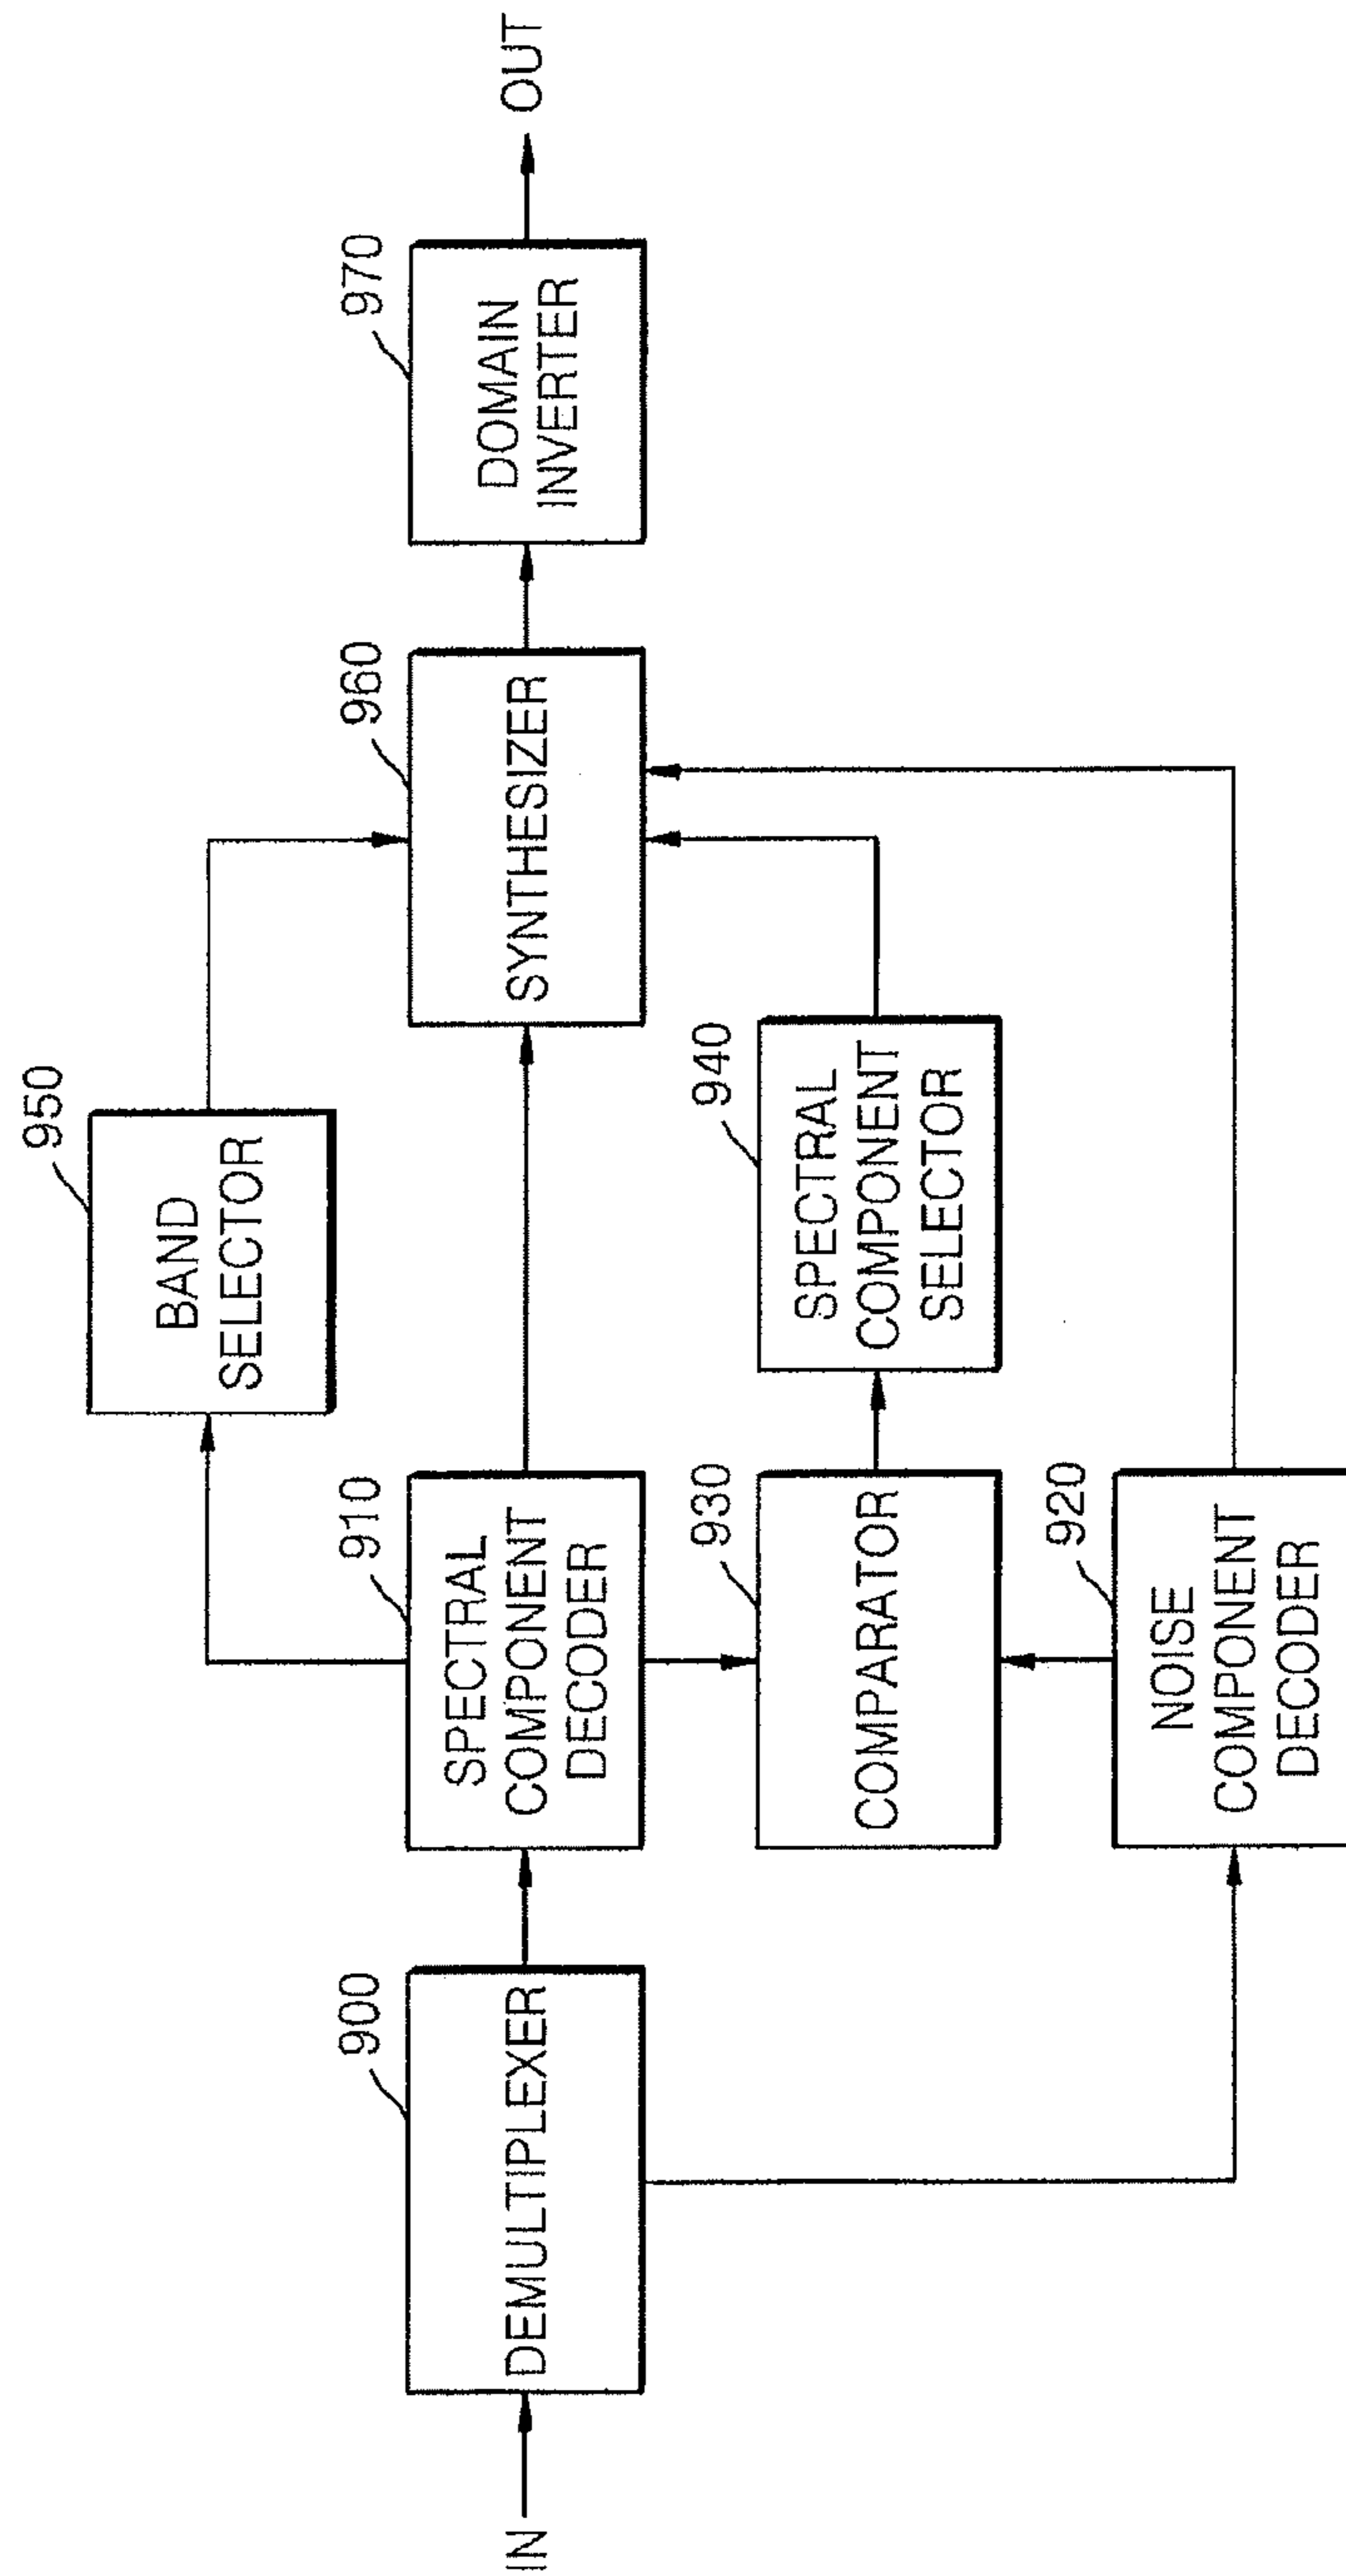 950
BAND
SELECTOR
IN
900
DEMULTIPLEXER
910
SPECTRAL
COMPONENT
DECODER
960
SYNTHESIZER
970
DOMAIN
INVERTER
OUT
930
COMPARATOR
940
SPECTRAL
COMPONENT
SELECTOR
920
NOISE
COMPONENT
DECODER